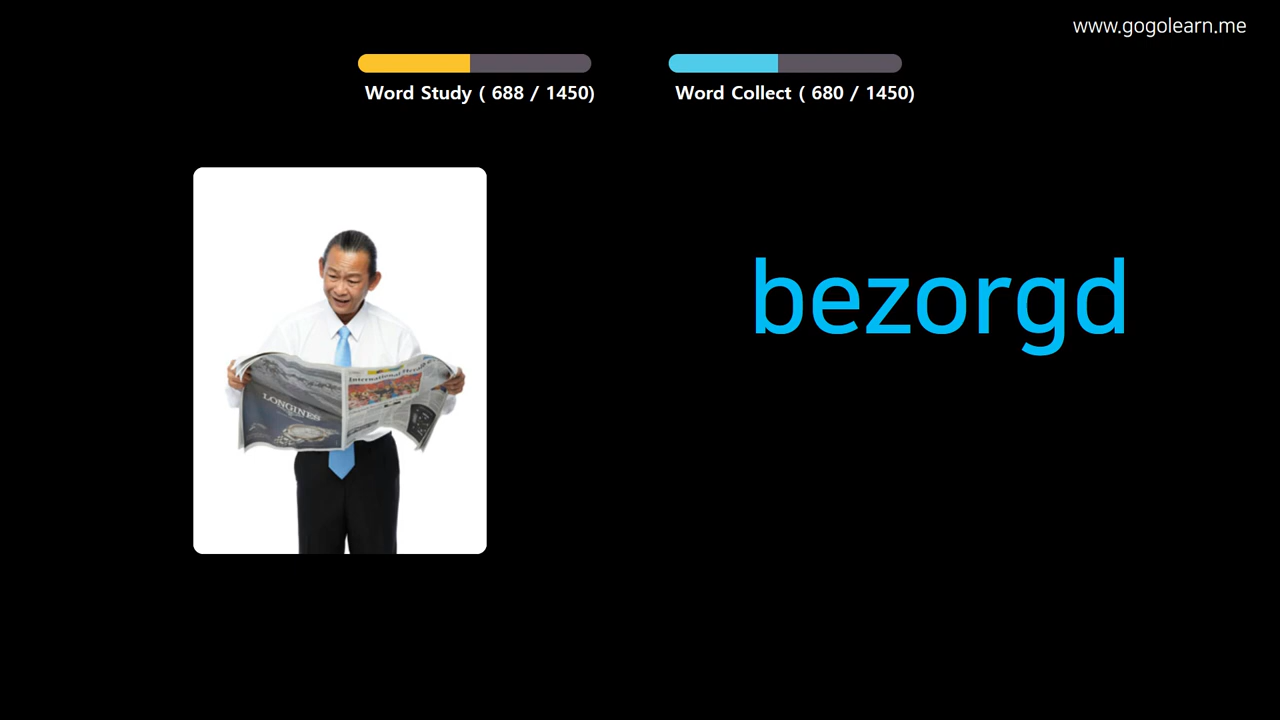 www.gogolearn.me
Word Study ( 688 / 1450)
Word Collect ( 680 / 1450)
bezorgd
LONGINES
International Herald